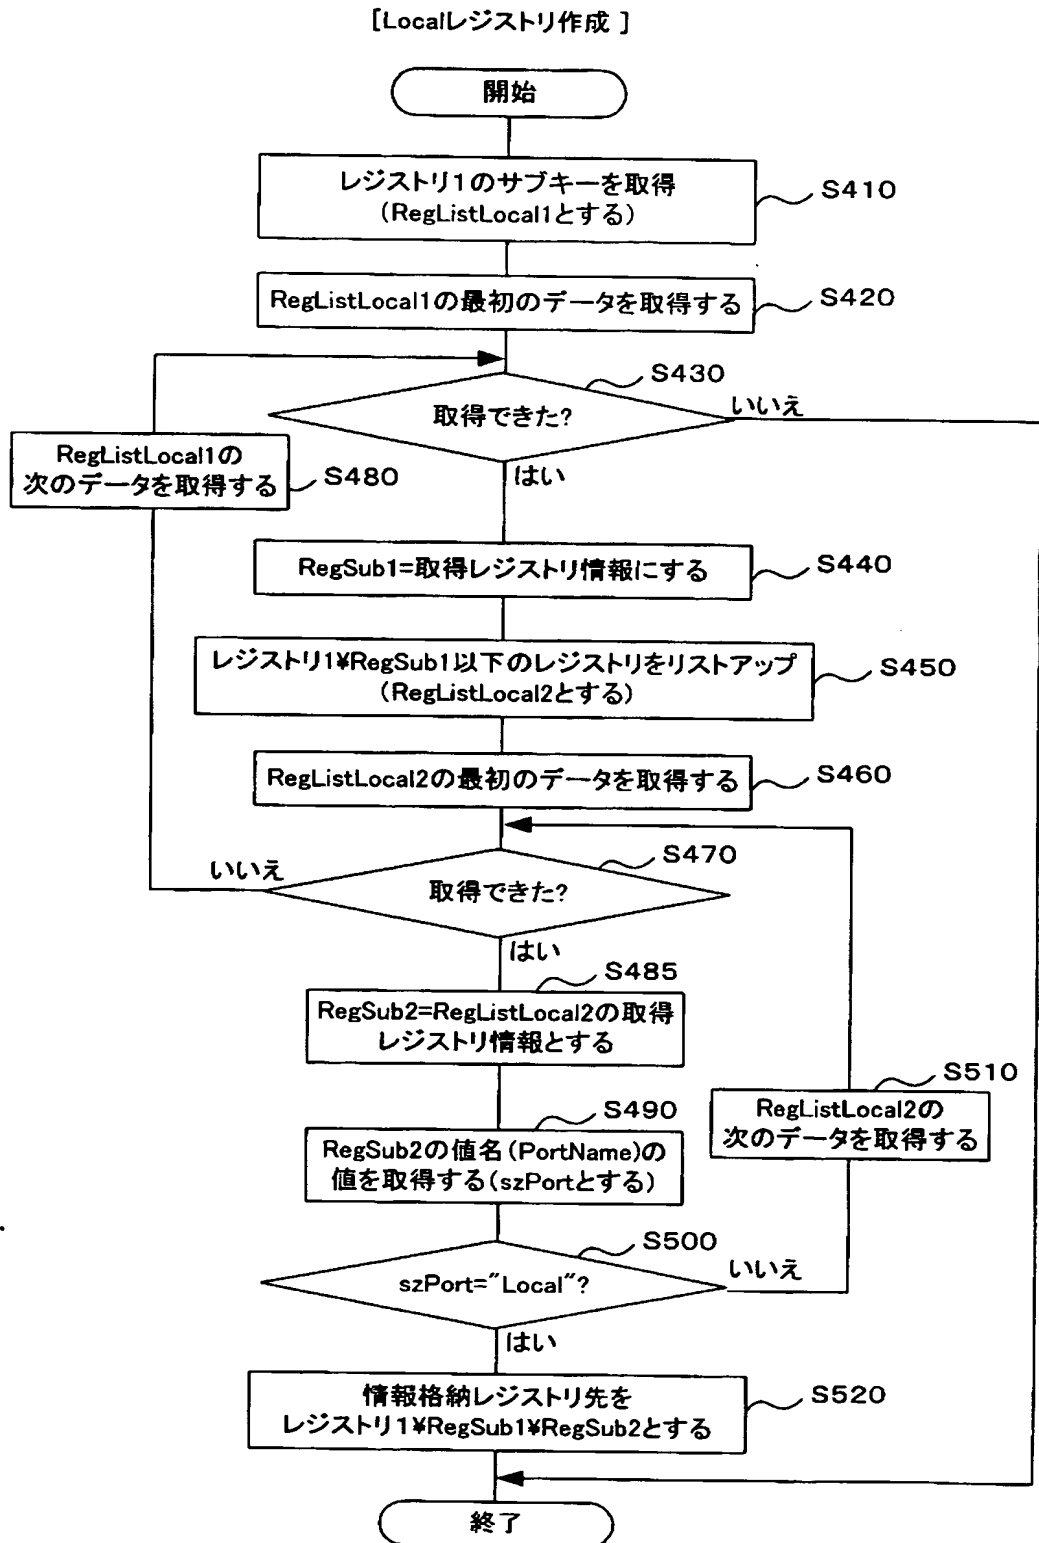 [Localレジストリ作成 ]
開始
レジストリ1のサブキーを取得
(RegListLocal1とする)
S410
RegListLocal1の最初のデータを取得する
S420
S430
取得できた?
いいえ
はい
RegListLocal1の
次のデータを取得する
S480
RegSub1=取得レジストリ情報にする
S440
レジストリ1¥RegSub1以下のレジストリをリストアップ
(RegListLocal2とする)
S450
RegListLocal2の最初のデータを取得する
S460
S470
いいえ
取得できた?
はい
S485
RegSub2=RegListLocal2の取得
レジストリ情報とする
S510
RegListLocal2の
次のデータを取得する
S490
RegSub2の値名(PortName)の
値を取得する(szPortとする)
S500
szPort="Local"?
いいえ
はい
情報格納レジストリ先を
レジストリ1¥RegSub1¥RegSub2とする
S520
終了